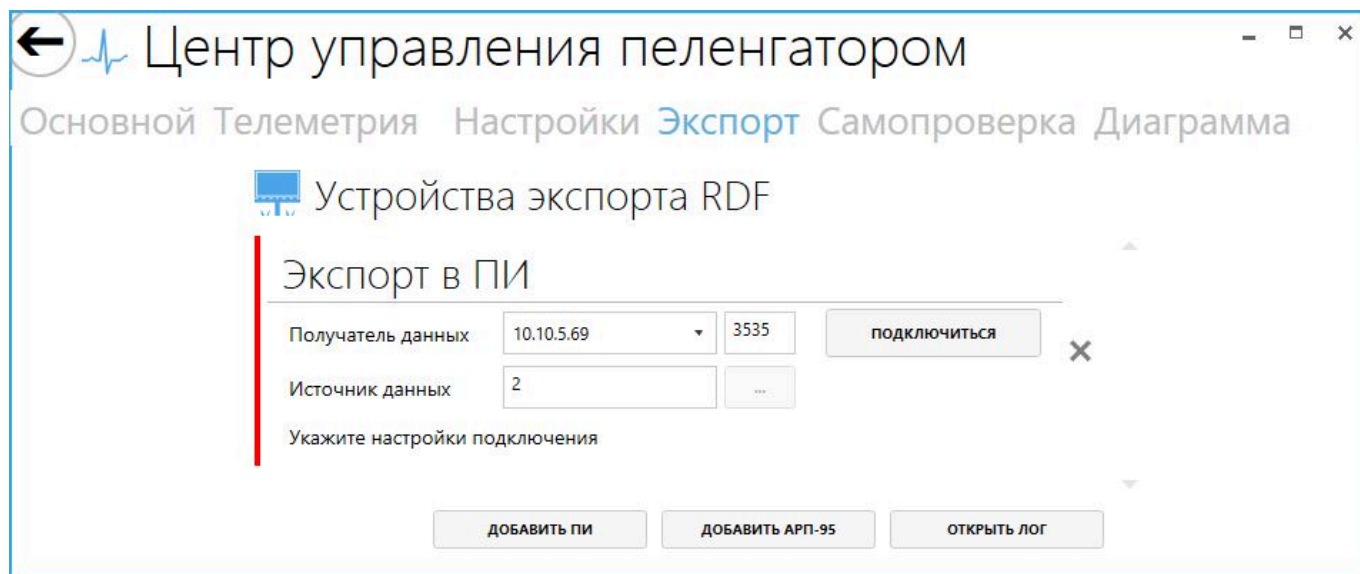 Центр управления пеленгатором
Основной Телеметрия Настройки Экспорт Самопроверка Диаграмма
Устройства экспорта RDF
Экспорт в ПИ
Получатель данных 10.10.5.69 3535 ПОДКЛЮЧИТЬСЯ
Источник данных 2 ...
Укажите настройки подключения
ДОБАВИТЬ ПИ ДОБАВИТЬ АРП-95 ОТКРЫТЬ ЛОГ